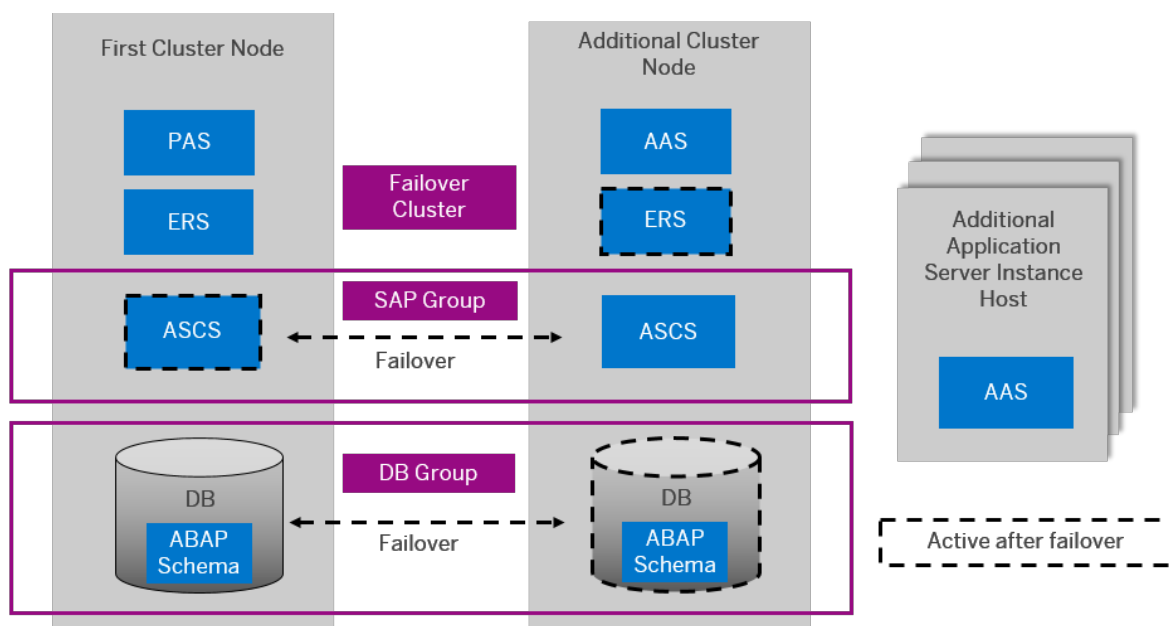 First Cluster Node
PAS
ERS
Failover
Cluster
Additional Cluster
Node
AAS
ERS
SAP Group
ASCS
Failover
ASCS
DB Group
DB
ABAP
Schema
Failover
DB
ABAP
Schema
Additional
Application
Server Instance
Host
AAS
Active after failover